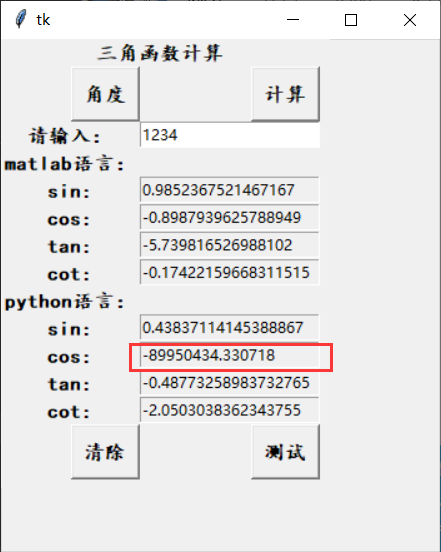 tk
三角函数计算
角度 计算
请输入: 1234
matlab语言:
sin: 0.9852367521467167
cos: -0.8987939625788949
tan: -5.739816526988102
cot: -0.17422159668311515
python语言:
sin: 0.43837114145388867
cos: -89950434.330718
tan: -0.48773258983732765
cot: -2.0503038362343755
清除 测试